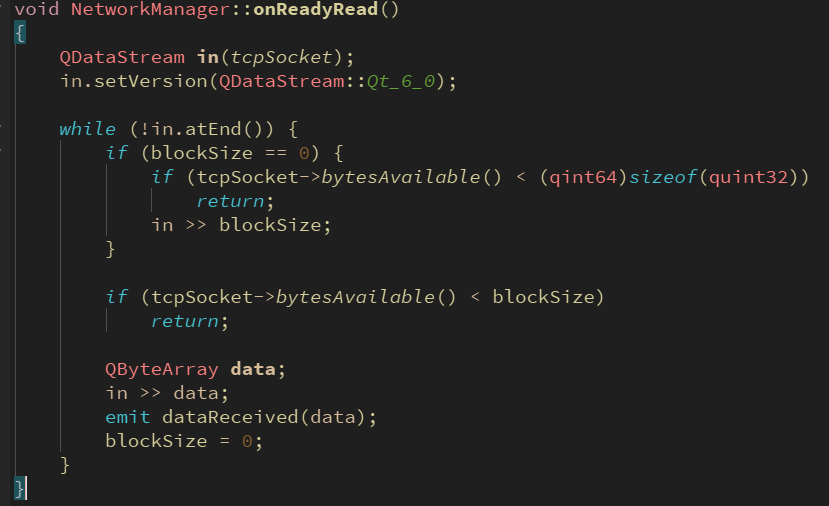 void NetworkManager::onReadyRead()
{
    QDataStream in(tcpSocket);
    in.setVersion(QDataStream::Qt_6_0);

    while (!in.atEnd()) {
        if (blockSize == 0) {
            if (tcpSocket->bytesAvailable() < (qint64)sizeof(quint32))
                return;
            in >> blockSize;
        }

        if (tcpSocket->bytesAvailable() < blockSize)
            return;

        QByteArray data;
        in >> data;
        emit dataReceived(data);
        blockSize = 0;
    }
}